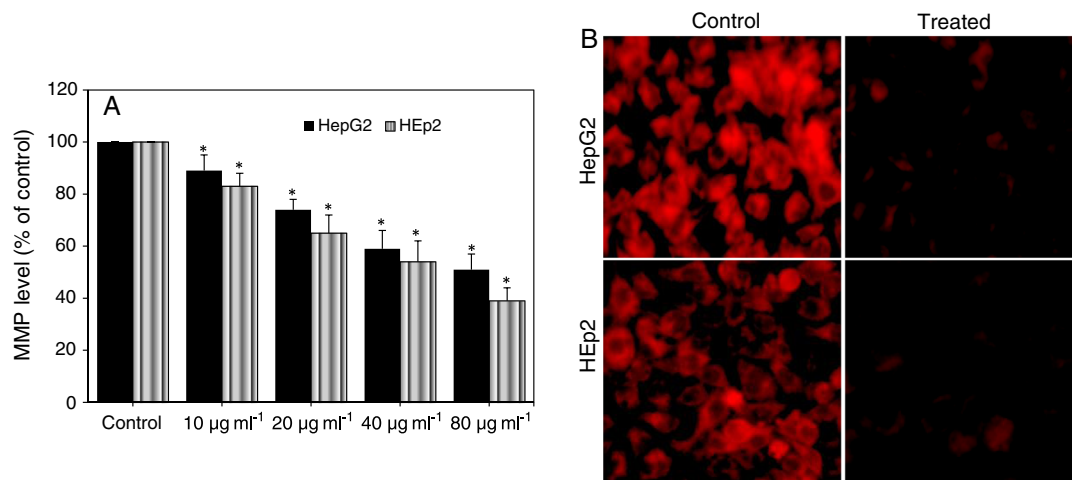 A
MMP level (% of control)
120
100
80
60
40
20
0
HepG2
HEp2
* *
* *
* *
* *
Control
10 µg ml⁻¹
20 µg ml⁻¹
40 µg ml⁻¹
80 µg ml⁻¹
B
Control
Treated
HepG2
HEp2